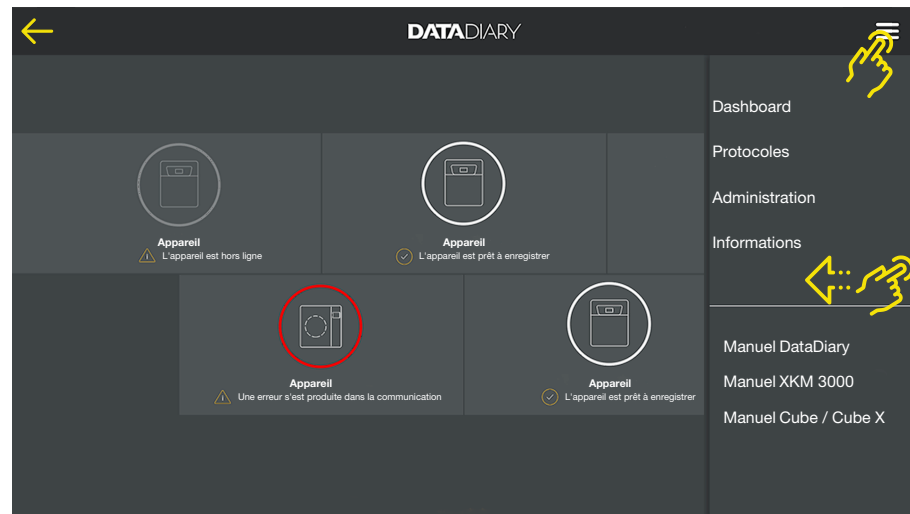 DATADIARY
Dashboard
Protocoles
Administration
Informations
Appareil
L'appareil est hors ligne
Appareil
L'appareil est prêt à enregistrer
Appareil
Une erreur s'est produite dans la communication
Appareil
L'appareil est prêt à enregistrer
Manuel DataDiary
Manuel XKM 3000
Manuel Cube / Cube X